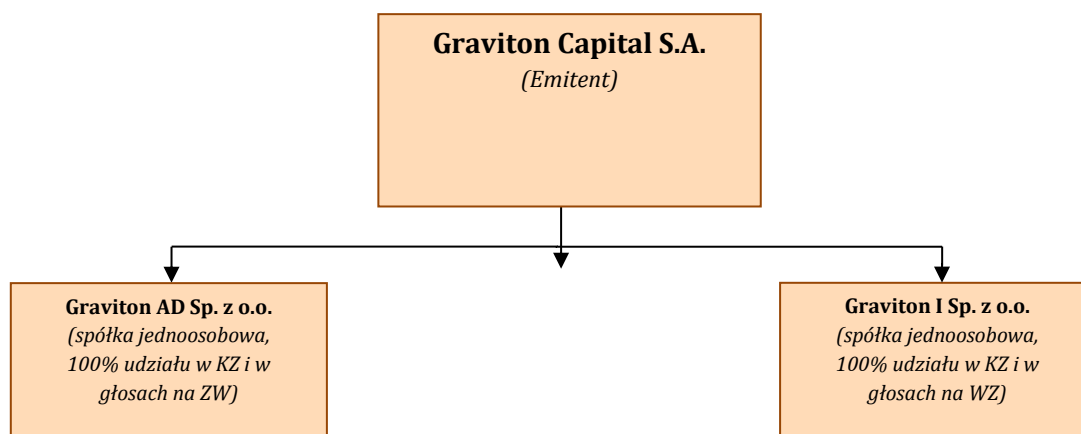 Graviton Capital S.A.
(Emitent)
Graviton AD Sp. z o.o.
(spółka jednoosobowa,
100% udziału w KZ i w
głosach na ZW)
Graviton I Sp. z o.o.
(spółka jednoosobowa,
100% udziału w KZ i w
głosach na WZ)